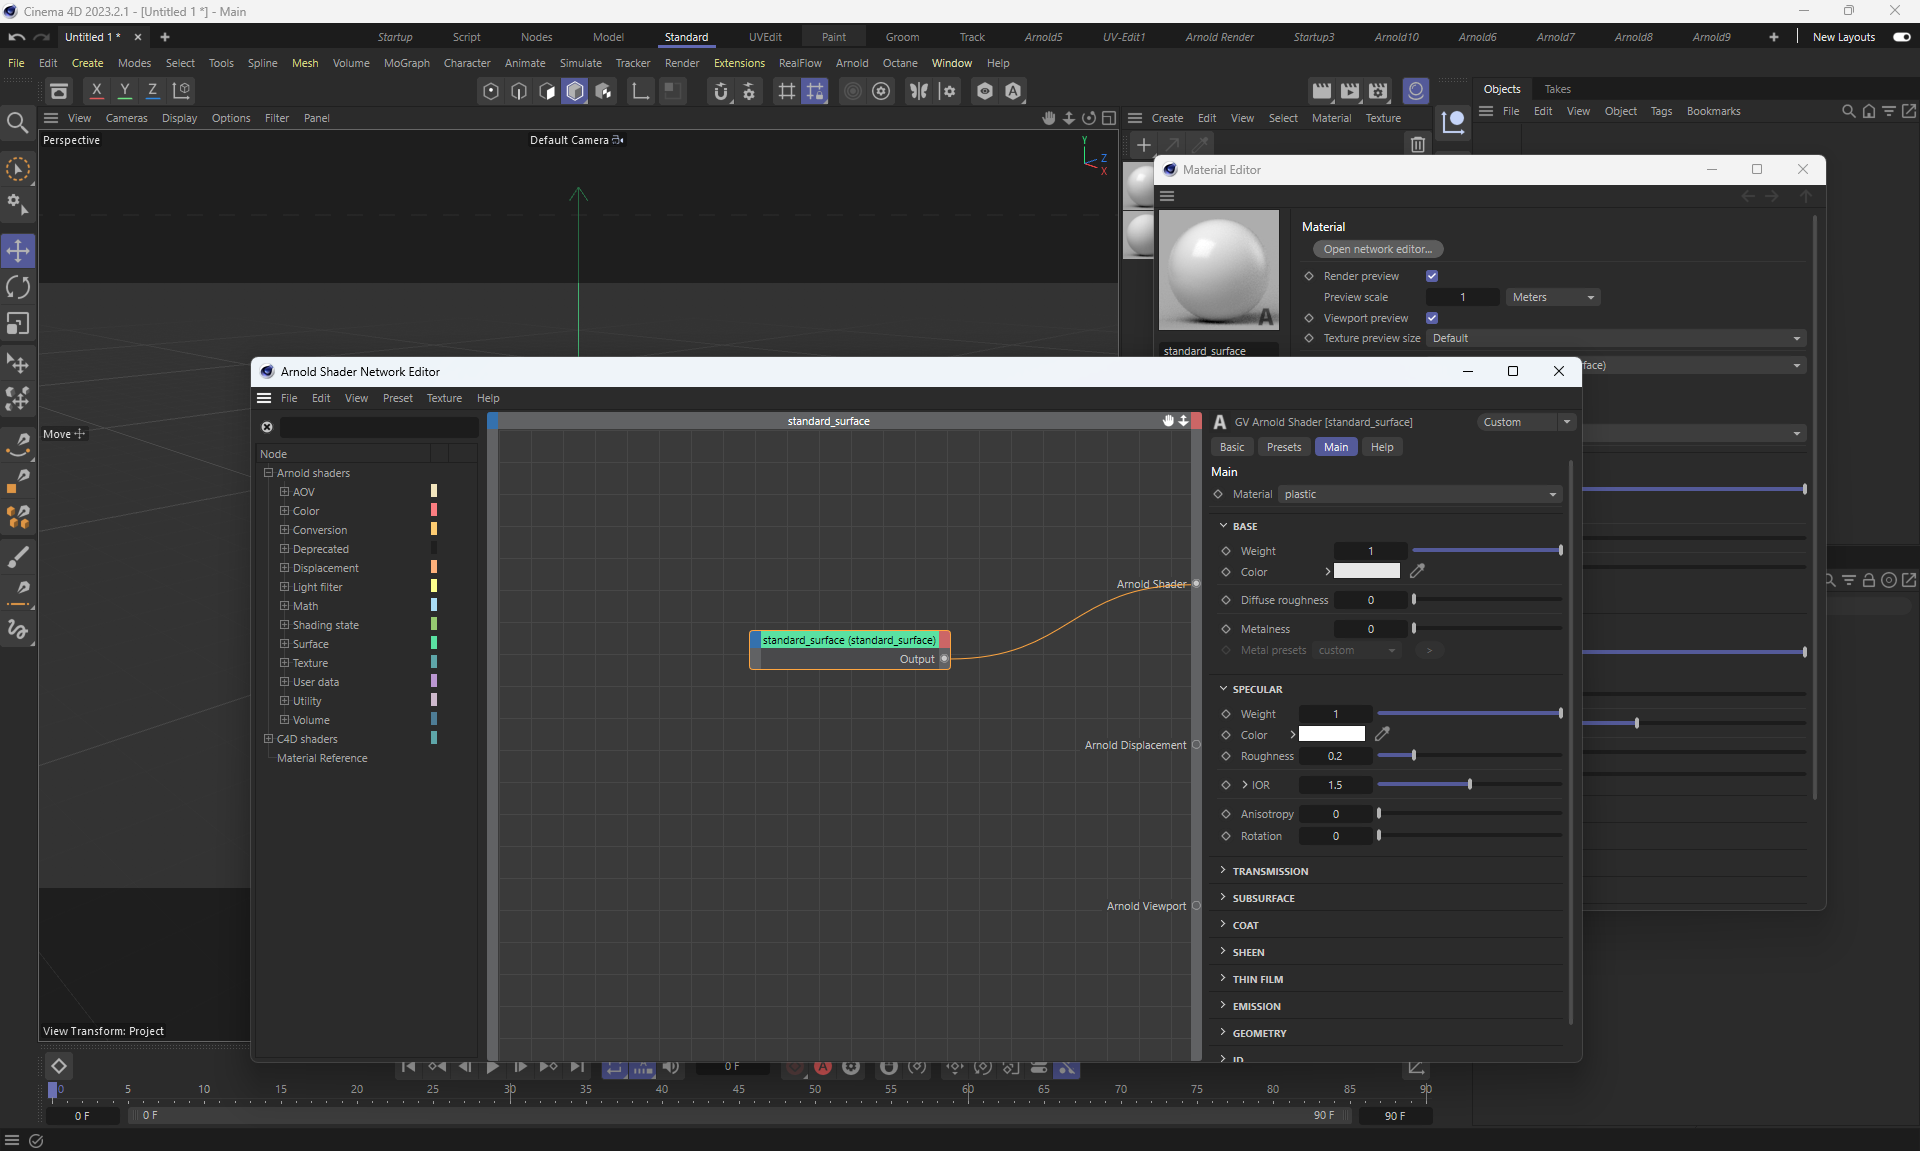 Cinema 4D 2023.2.1 - [Untitled 1 *] - Main
Untitled 1 *
Startup Script Nodes Model Standard UVEdit Paint Groom Track Arnold5 UV-Edit1 Arnold Render Startup3 Arnold10 Arnold6 Arnold7 Arnold8 Arnold9 New Layouts
File Edit Create Modes Select Tools Spline Mesh Volume MoGraph Character Animate Simulate Tracker Render Extensions RealFlow Arnold Octane Window Help
X Y Z
Objects Takes
File Edit View Object Tags Bookmarks
View Cameras Display Options Filter Panel
Create Edit View Select Material Texture
Perspective
Default Camera
Y
Z
X
Material Editor
Material
Open network editor...
Render preview
Preview scale 1 Meters
Viewport preview
Texture preview size Default
standard_surface
face)
Move
Arnold Shader Network Editor
File Edit View Preset Texture Help
Node
Arnold shaders
AOV
Color
Conversion
Deprecated
Displacement
Light filter
Math
Shading state
Surface
Texture
User data
Utility
Volume
C4D shaders
Material Reference
standard_surface
standard_surface (standard_surface)
Output
Arnold Shader
Arnold Displacement
Arnold Viewport
A GV Arnold Shader [standard_surface] Custom
Basic Presets Main Help
Main
Material plastic
BASE
Weight 1
Color
Diffuse roughness 0
Metalness 0
Metal presets custom >
SPECULAR
Weight 1
Color
Roughness 0.2
IOR 1.5
Anisotropy 0
Rotation 0
TRANSMISSION
SUBSURFACE
COAT
SHEEN
THIN FILM
EMISSION
GEOMETRY
ID
View Transform: Project
0 F
0 5 10 15 20 25 30 35 40 45 50 55 60 65 70 75 80 85 90
0 F 0 F 90 F 90 F